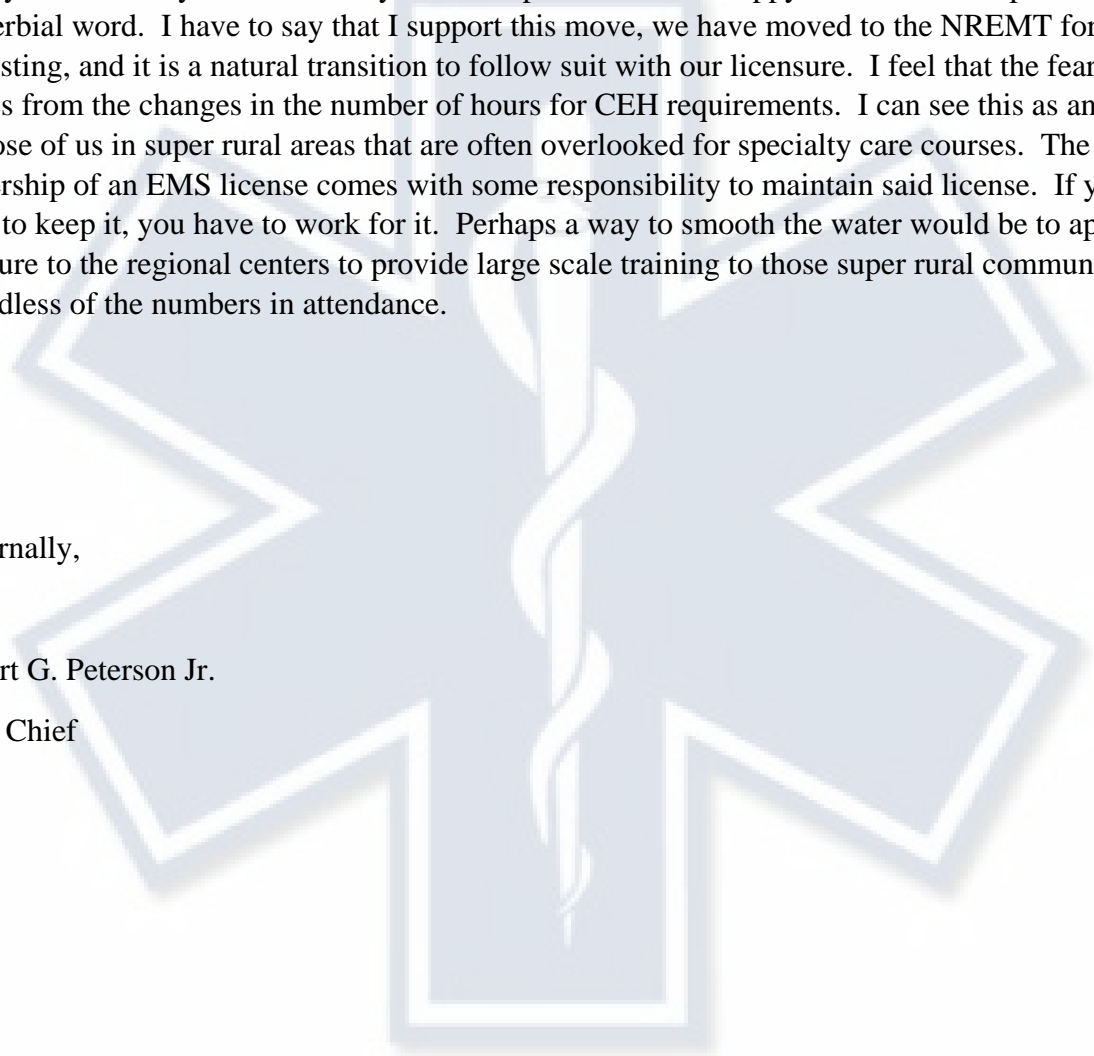 erbial word. I have to say that I support this move, we have moved to the NREMT for
sting, and it is a natural transition to follow suit with our licensure. I feel that the fear
es from the changes in the number of hours for CEH requirements. I can see this as an
ose of us in super rural areas that are often overlooked for specialty care courses. The
ership of an EMS license comes with some responsibility to maintain said license. If y
to keep it, you have to work for it. Perhaps a way to smooth the water would be to ap
ure to the regional centers to provide large scale training to those super rural commun
dless of the numbers in attendance.
rnally,
rt G. Peterson Jr.
Chief